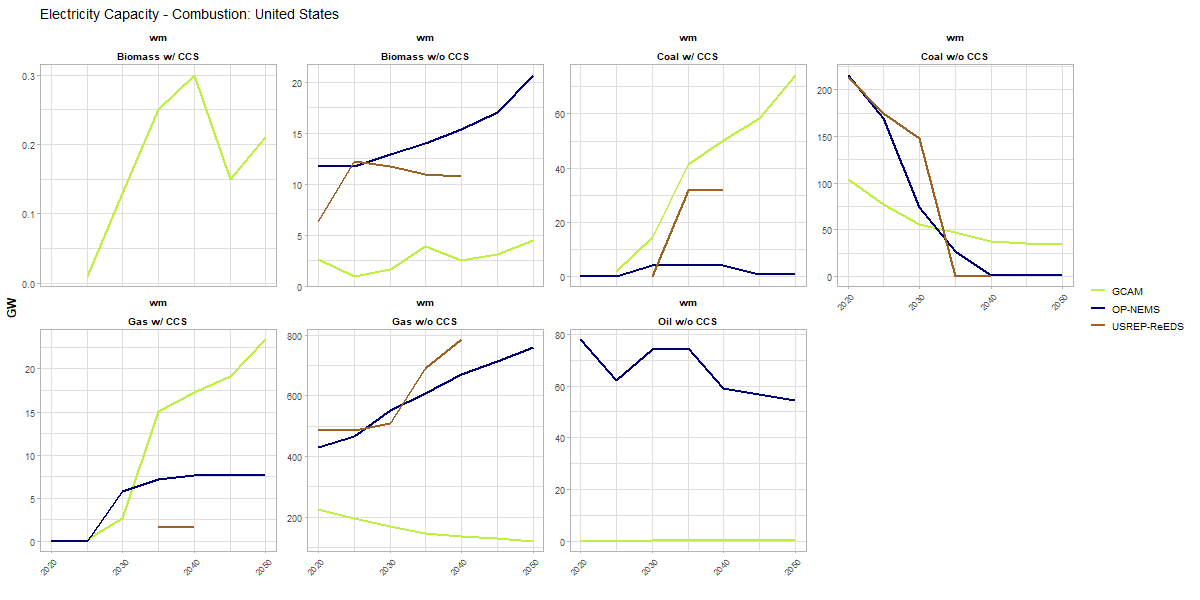 Electricity Capacity - Combustion: United States
wm
wm
wm
wm
Biomass w/ CCS
Biomass w/o CCS
Coal w/ CCS
Coal w/o CCS
0.3
0.2
0.1
0.0
20
15
10
5
0
60
40
20
0
200
150
100
50
0
2020
2030
2040
2050
GW
wm
wm
wm
Gas w/ CCS
Gas w/o CCS
Oil w/o CCS
20
15
10
5
0
2020
2030
2040
2050
800
600
400
200
2020
2030
2040
2050
80
60
40
20
0
2020
2030
2040
2050
GCAM
OP-NEMS
USREP-ReEDS